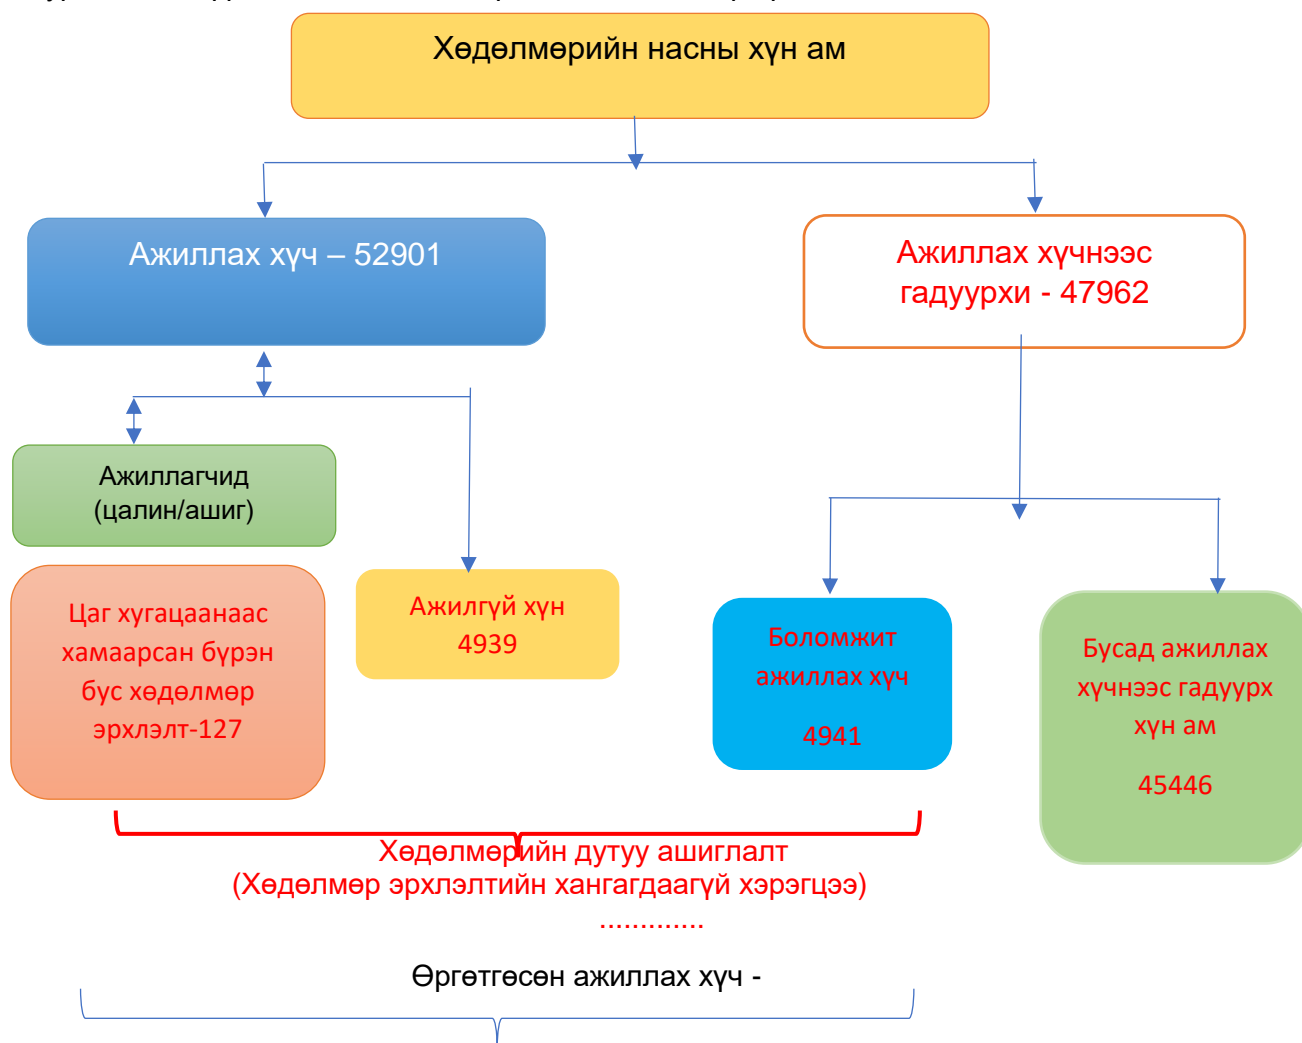 Хөдөлмөрийн насны хүн ам
Ажиллах хүч – 52901
Ажиллах хүчнээс
гадуурхи - 47962
Ажиллагчид
(цалин/ашиг)
Цаг хугацаанаас
хамаарсан бүрэн
бус хөдөлмөр
эрхлэлт-127
Ажилгүй хүн
4939
Боломжит
ажиллах хүч
4941
Бусад ажиллах
хүчнээс гадуурх
хүн ам
45446
Хөдөлмөрийн дутуу ашиглалт
(Хөдөлмөр эрхлэлтийн хангагдаагүй хэрэгцээ)
.............
Өргөтгөсөн ажиллах хүч -